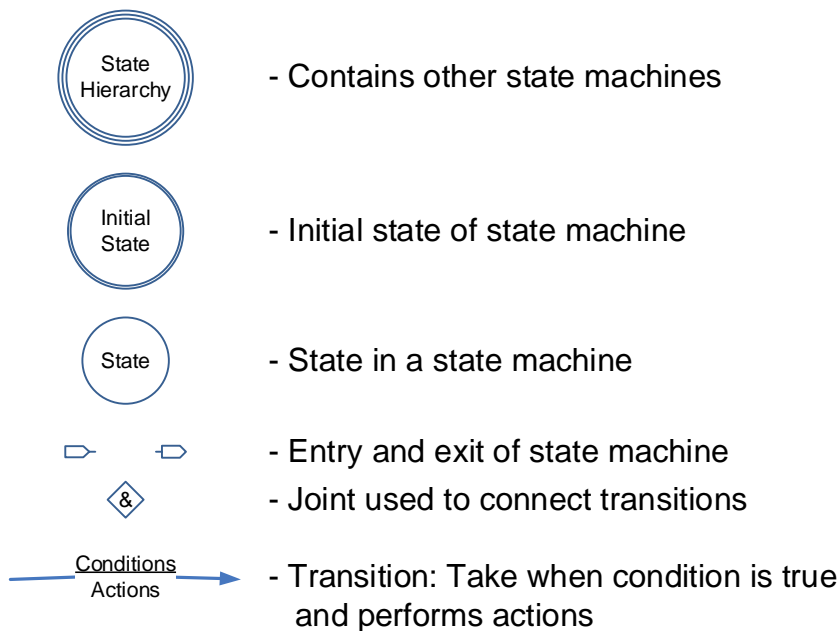 State
Hierarchy
- Contains other state machines
Initial
State
- Initial state of state machine
State
- State in a state machine
- Entry and exit of state machine
&
- Joint used to connect transitions
Conditions
Actions
- Transition: Take when condition is true
and performs actions